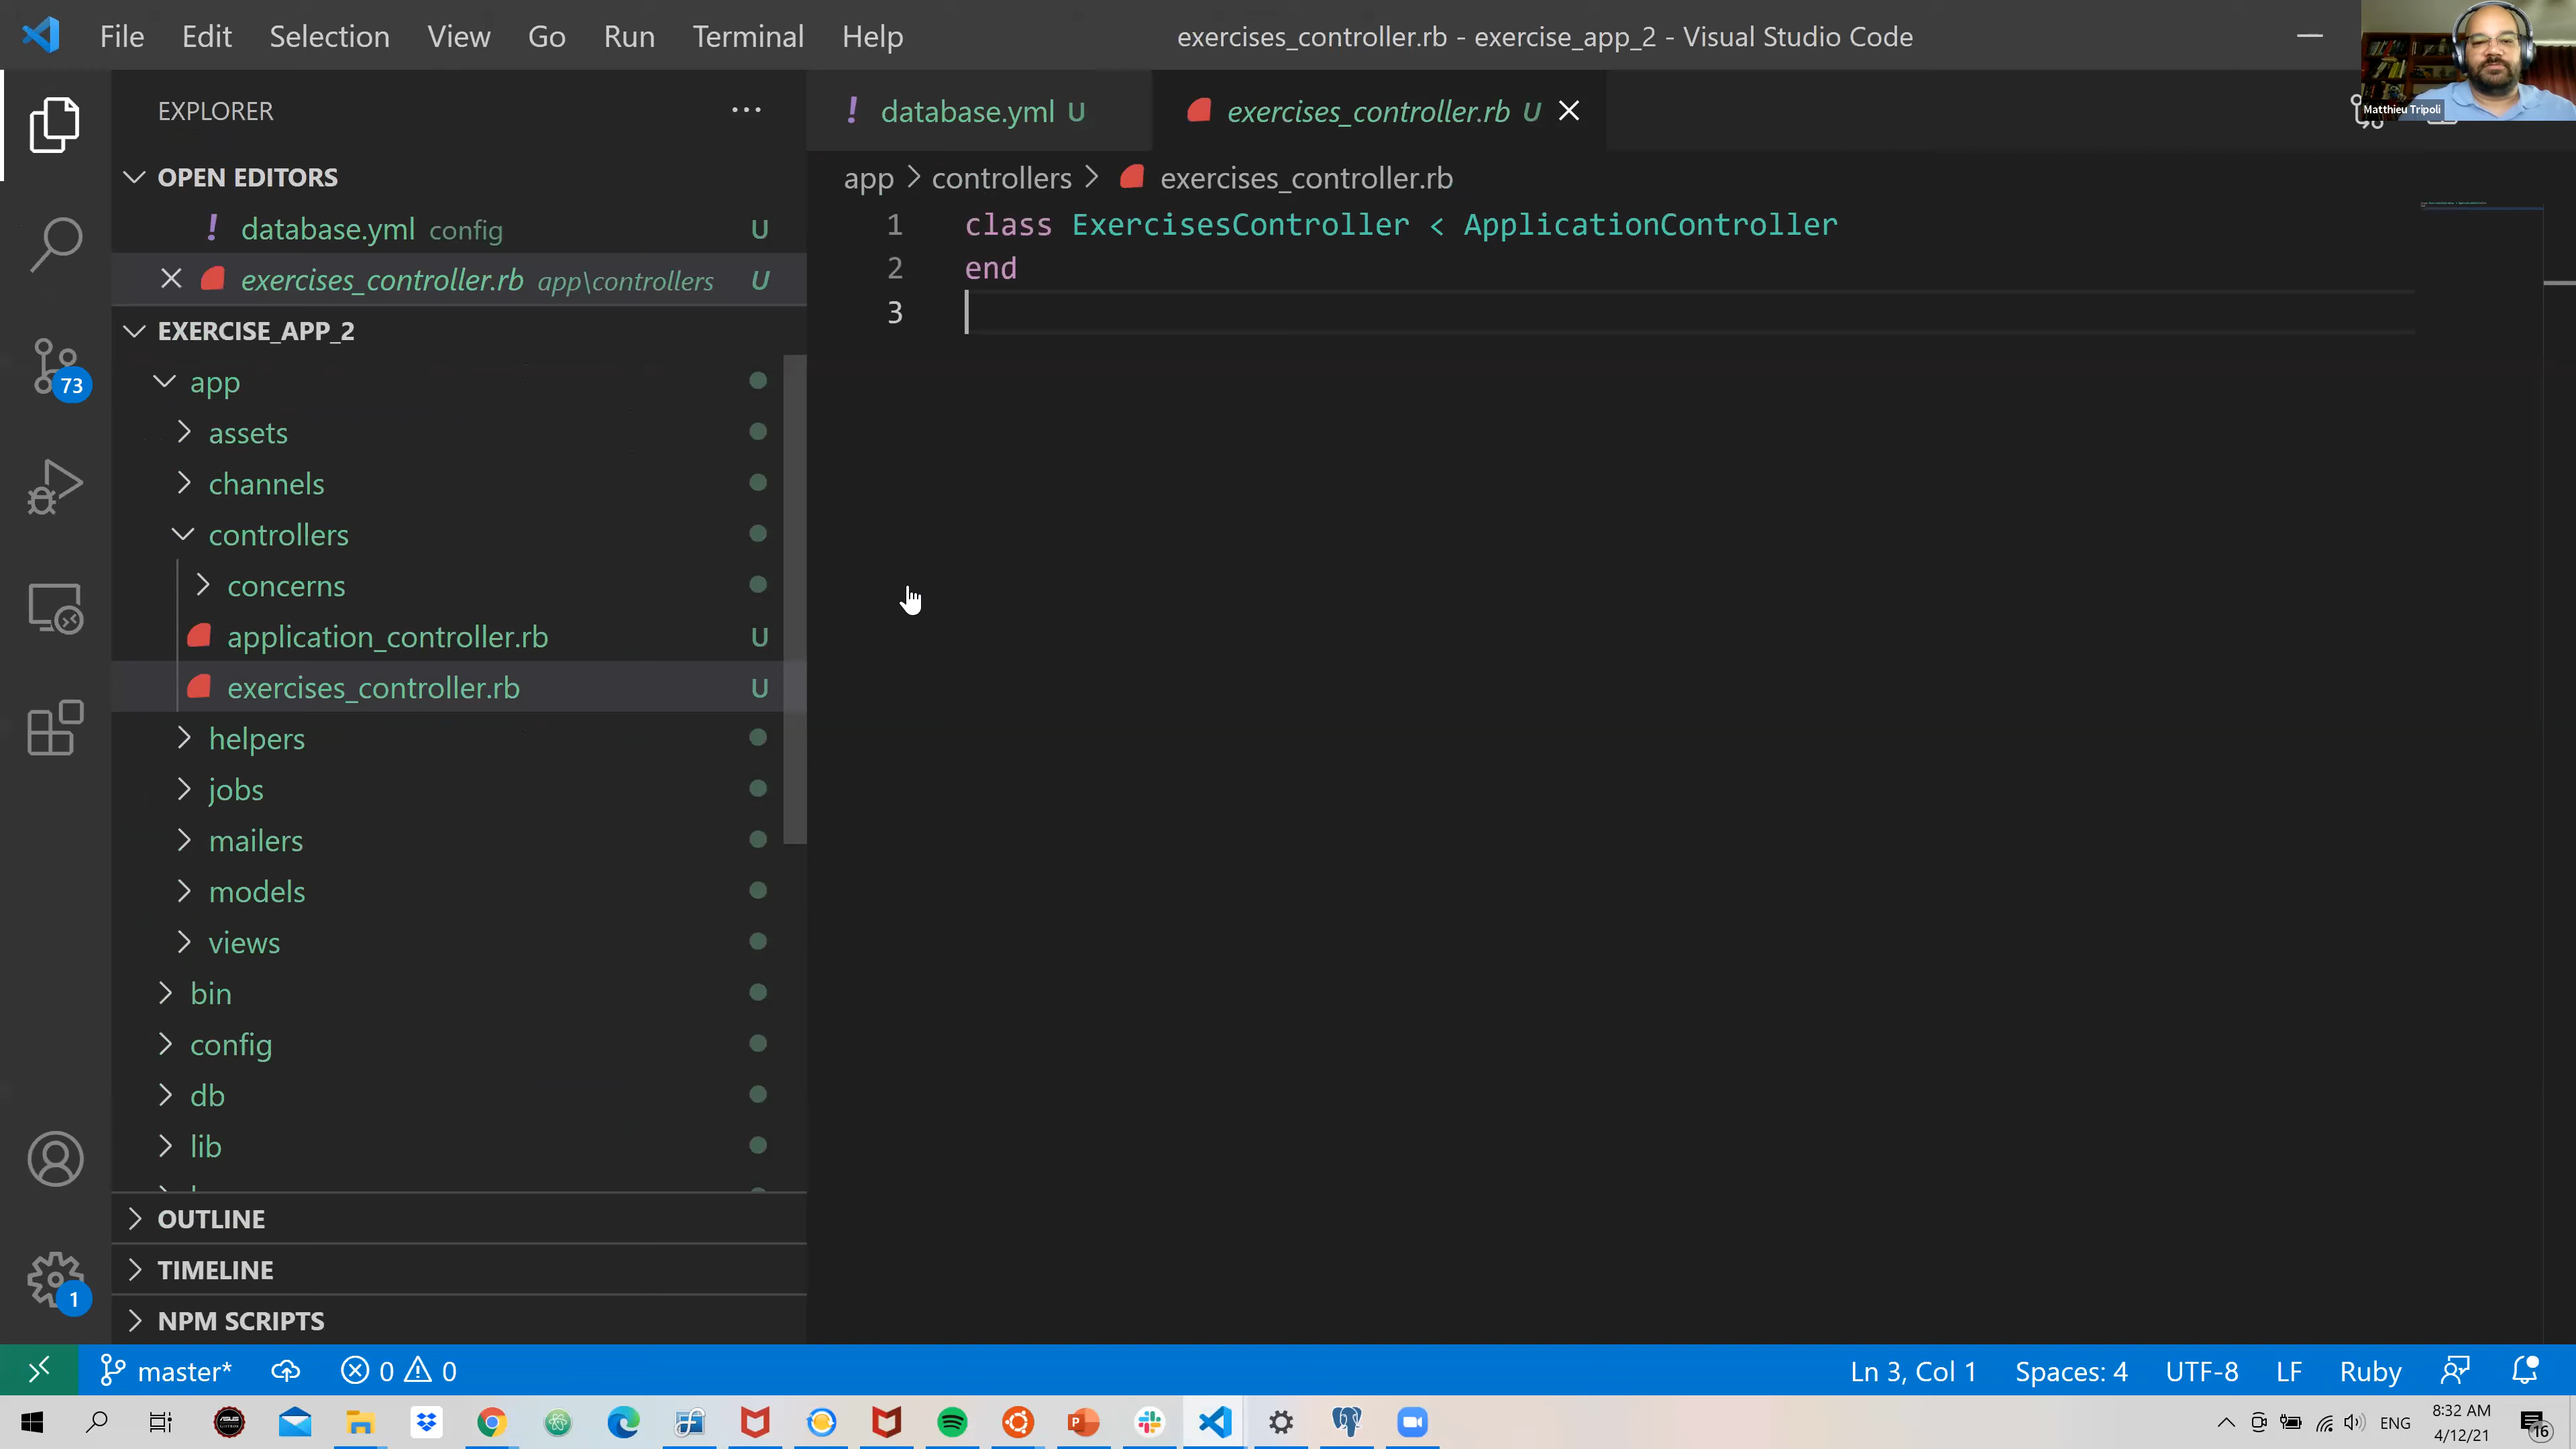 File Edit Selection View Go Run Terminal Help
exercises_controller.rb - exercise_app_2 - Visual Studio Code
Matthieu Tripoli
EXPLORER
OPEN EDITORS
! database.yml config U
exercises_controller.rb app\controllers U
EXERCISE_APP_2
app
assets
channels
controllers
concerns
application_controller.rb U
exercises_controller.rb U
helpers
jobs
mailers
models
views
bin
config
db
lib
OUTLINE
TIMELINE
NPM SCRIPTS
73
1
! database.yml U
exercises_controller.rb U
app > controllers > exercises_controller.rb
1 class ExercisesController < ApplicationController
2 end
3
master* 0 0
Ln 3, Col 1 Spaces: 4 UTF-8 LF Ruby
ENG
8:32 AM
4/12/21
16